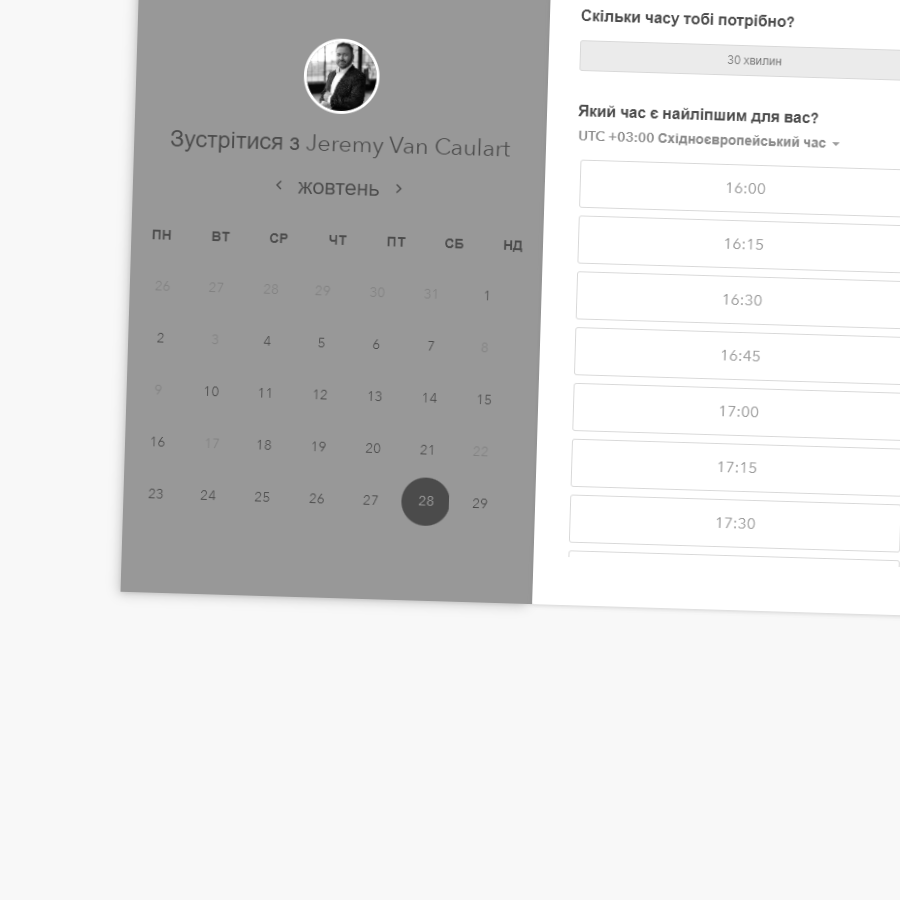 Зустрітися з Jeremy Van Caulart
жовтень
ПН ВТ СР ЧТ ПТ СБ НД
26 27 28 29 30 31 1
2 3 4 5 6 7 8
9 10 11 12 13 14 15
16 17 18 19 20 21 22
23 24 25 26 27 28 29
Скільки часу тобі потрібно?
30 хвилин
Який час є найліпшим для вас?
UTC +03:00 Східноєвропейський час
16:00
16:15
16:30
16:45
17:00
17:15
17:30